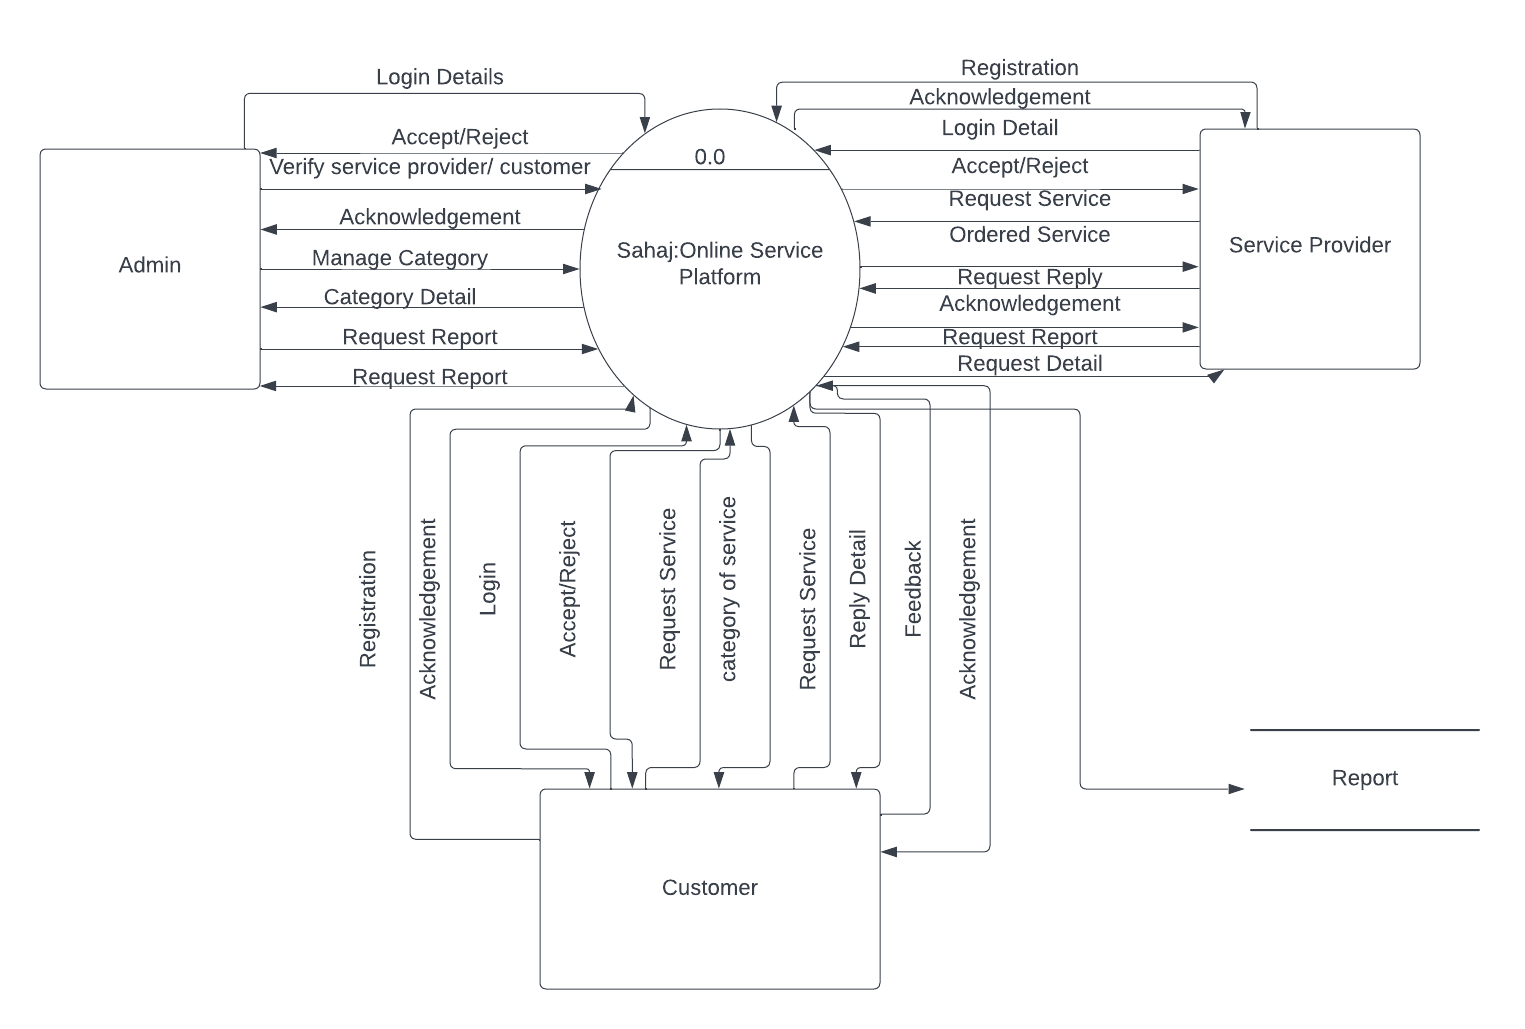 Login Details
Registration
Acknowledgement
Login Detail
Accept/Reject
Verify service provider/ customer
0.0
Accept/Reject
Request Service
Acknowledgement
Ordered Service
Sahaj:Online Service
Platform
Service Provider
Admin
Manage Category
Request Reply
Category Detail
Acknowledgement
Request Report
Request Report
Request Detail
Request Report
Registration
Acknowledgement
Login
Accept/Reject
Request Service
category of service
Request Service
Reply Detail
Feedback
Acknowledgement
Report
Customer